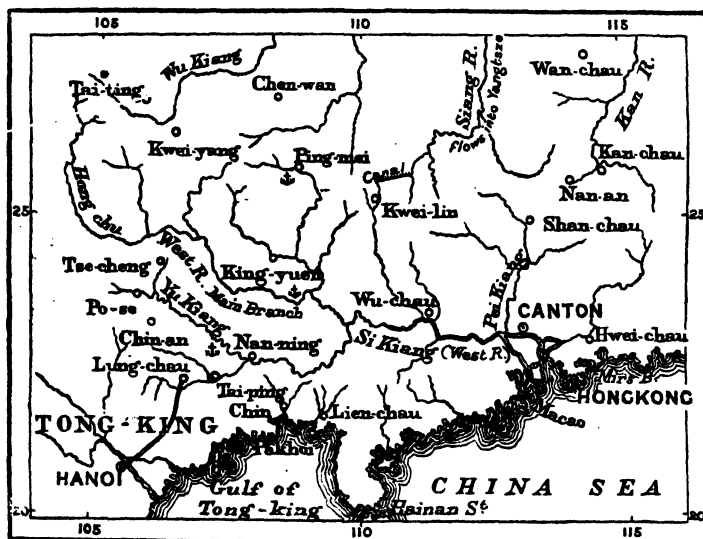 105
110
115
Wu Kiang
Siang R.
Flows into Yangtsze
Wan-chau
Kan R.
Tai-ting
Chen-wan
Kwei-yang
Ping-mei
Canal
Kan-chau
Nan-an
Hong chu
Kwei-lin
Shan-chau
25
25
Tse-cheng
West R. Main Branch
King-yuen
Pei Kiang
Po-se
Yu Kiang
Wu-chau
CANTON
Chin-an
Nan-ning
Si Kiang (West R.)
Hwei-chau
Lung-chau
Tai-ping
HONGKONG
TONG-KING
Chin
Lien-chau
Macao
Pakhoi
HANOI
Gulf of
Tong-king
CHINA SEA
Hainan St.
20
20
105
110
115